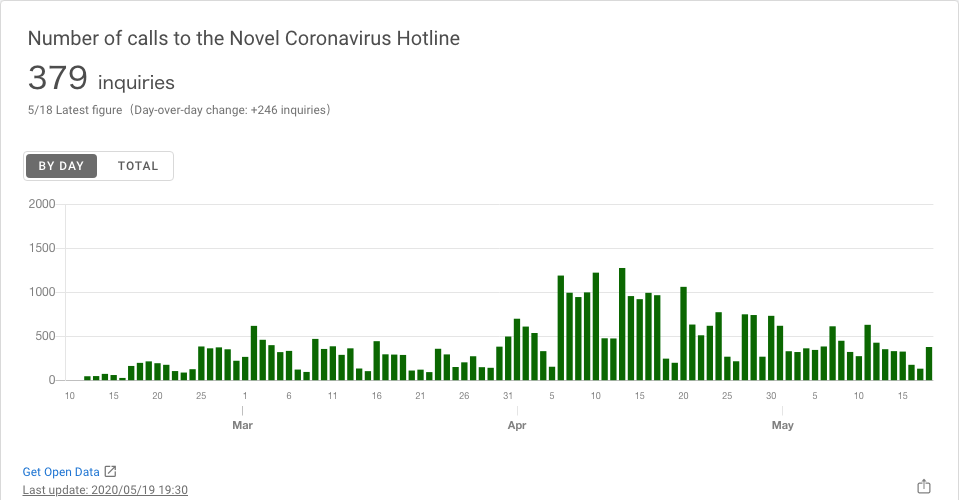 Number of calls to the Novel Coronavirus Hotline
379 inquiries
5/18 Latest figure（Day-over-day change: +246 inquiries）
BY DAY TOTAL
2000
1500
1000
500
0
10 15 20 25 1 6 11 16 21 26 31 5 10 15 20 25 30 5 10 15
Mar Apr May
Get Open Data
Last update: 2020/05/19 19:30